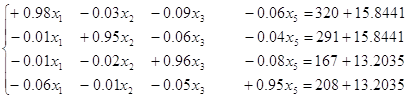 + 0.98x₁ − 0.03x₂ − 0.09x₃ − 0.06x₅ = 320 + 15.8441
− 0.01x₁ + 0.95x₂ − 0.06x₃ − 0.04x₅ = 291 + 15.8441
− 0.01x₁ − 0.02x₂ + 0.96x₃ − 0.08x₅ = 167 + 13.2035
− 0.06x₁ − 0.01x₂ − 0.05x₃ + 0.95x₅ = 208 + 13.2035